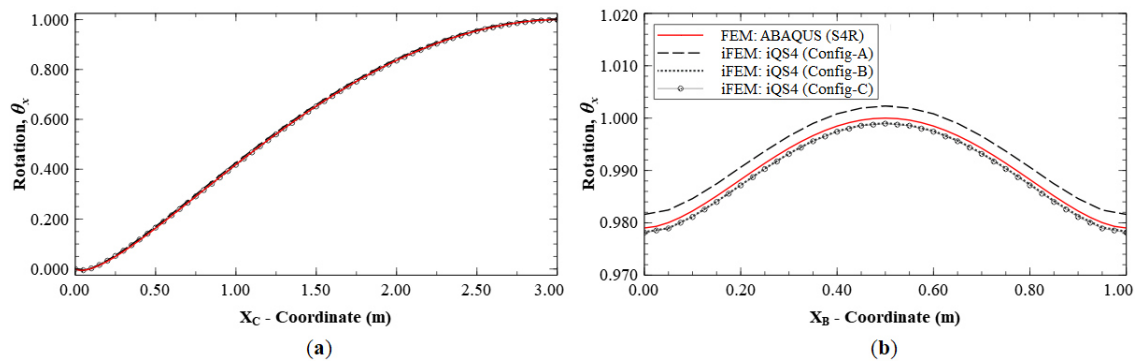 1.000
0.800
0.600
0.400
0.200
0.000
Rotation, θx
0.00 0.50 1.00 1.50 2.00 2.50 3.00
XC - Coordinate (m)
(a)
1.020
1.010
1.000
0.990
0.980
0.970
Rotation, θx
FEM: ABAQUS (S4R)
iFEM: iQS4 (Config-A)
iFEM: iQS4 (Config-B)
iFEM: iQS4 (Config-C)
0.00 0.20 0.40 0.60 0.80 1.00
XB - Coordinate (m)
(b)